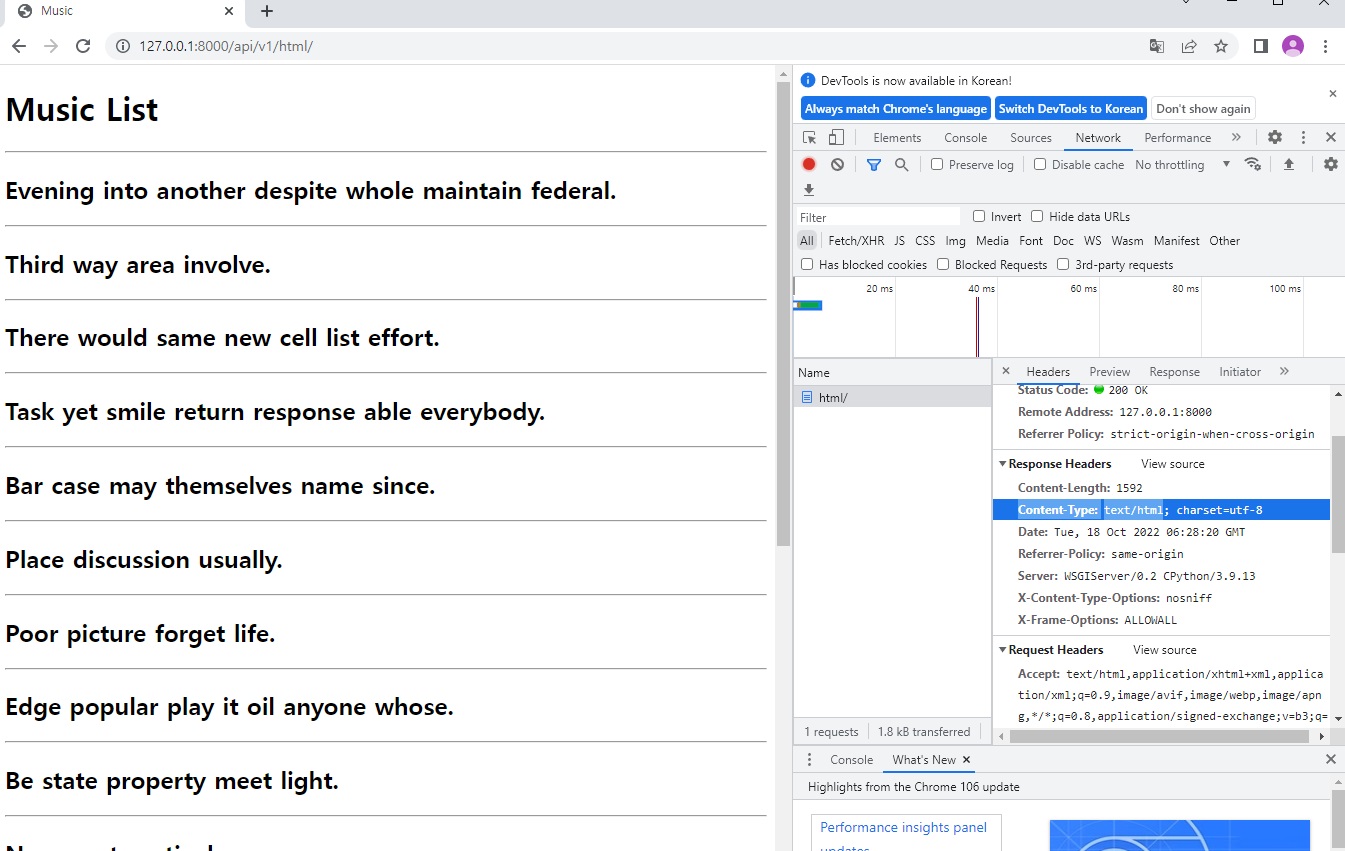 Music
127.0.0.1:8000/api/v1/html/
Music List
Evening into another despite whole maintain federal.
Third way area involve.
There would same new cell list effort.
Task yet smile return response able everybody.
Bar case may themselves name since.
Place discussion usually.
Poor picture forget life.
Edge popular play it oil anyone whose.
Be state property meet light.
DevTools is now available in Korean!
Always match Chrome's language Switch DevTools to Korean Don't show again
Elements Console Sources Network Performance
Preserve log Disable cache No throttling
Filter Invert Hide data URLs
All Fetch/XHR JS CSS Img Media Font Doc WS Wasm Manifest Other
Has blocked cookies Blocked Requests 3rd-party requests
20 ms 40 ms 60 ms 80 ms 100 ms
Name
html/
1 requests 1.8 kB transferred
Headers Preview Response Initiator
Status Code: 200 OK
Remote Address: 127.0.0.1:8000
Referrer Policy: strict-origin-when-cross-origin
Response Headers View source
Content-Length: 1592
Content-Type: text/html; charset=utf-8
Date: Tue, 18 Oct 2022 06:28:20 GMT
Referrer-Policy: same-origin
Server: WSGIServer/0.2 CPython/3.9.13
X-Content-Type-Options: nosniff
X-Frame-Options: ALLOWALL
Request Headers View source
Accept: text/html,application/xhtml+xml,applica
tion/xml;q=0.9,image/avif,image/webp,image/apn
g,*/*;q=0.8,application/signed-exchange;v=b3;q=
Console What's New
Highlights from the Chrome 106 update
Performance insights panel
updates